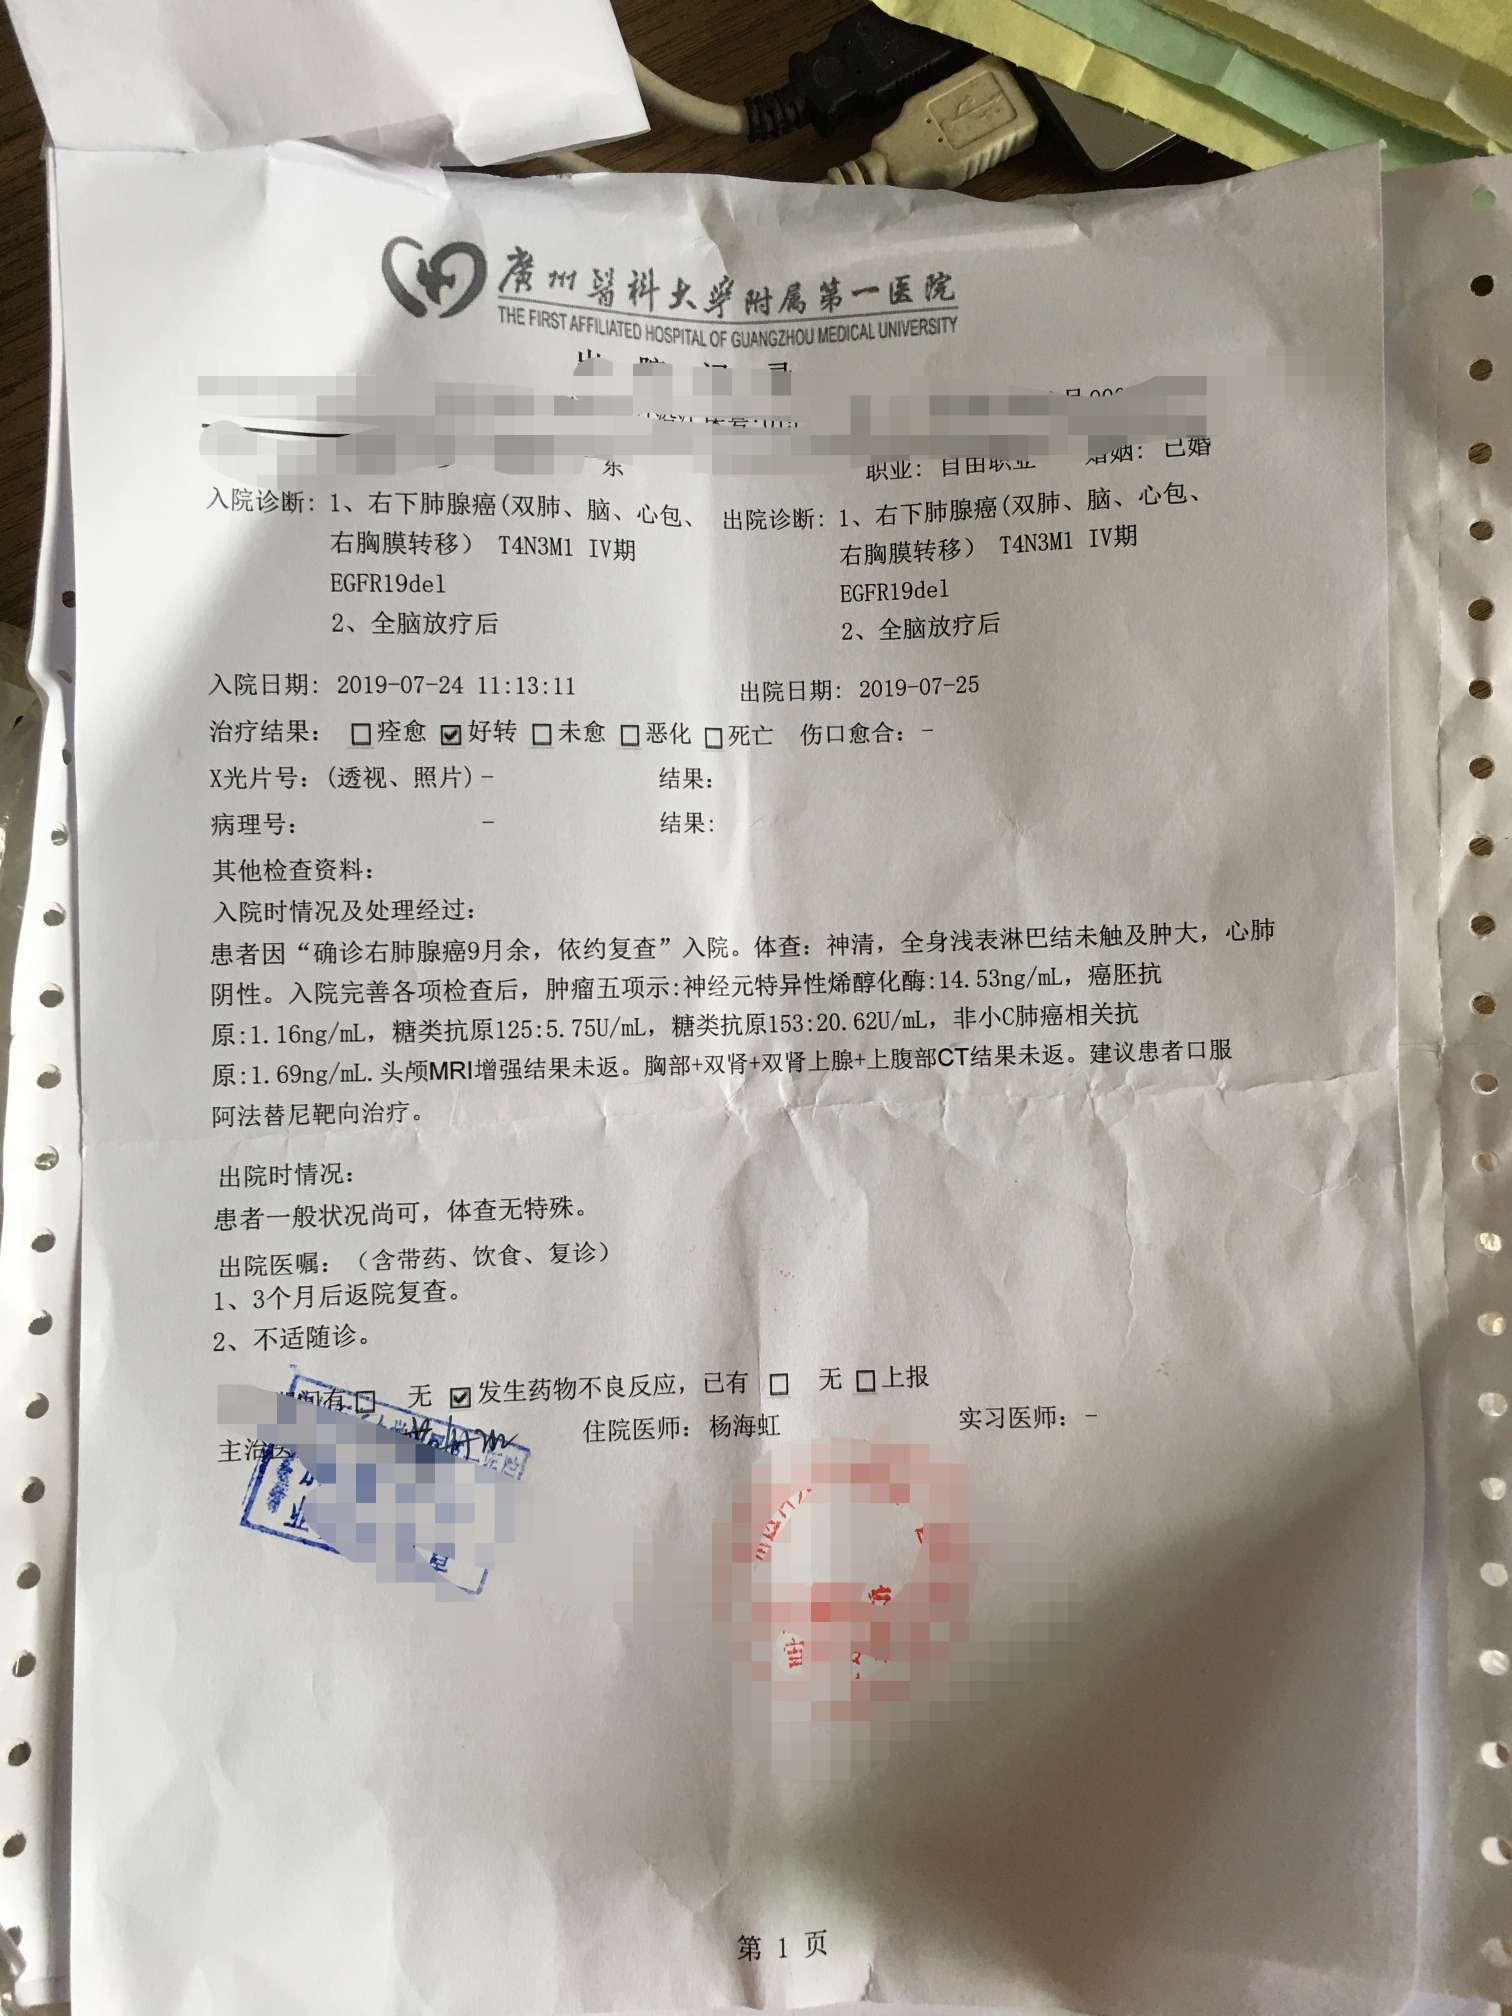 廣州醫科大學附属第一医院
THE FIRST AFFILIATED HOSPITAL OF GUANGZHOU MEDICAL UNIVERSITY
出院记录
东 职业: 自由职业 婚姻: 已婚
入院诊断: 1、右下肺腺癌(双肺、脑、心包、
右胸膜转移) T4N3M1 IV期
EGFR19del
2、全脑放疗后
出院诊断: 1、右下肺腺癌(双肺、脑、心包、
右胸膜转移) T4N3M1 IV期
EGFR19del
2、全脑放疗后
入院日期: 2019-07-24 11:13:11 出院日期: 2019-07-25
治疗结果: □痊愈 ☑好转 □未愈 □恶化 □死亡 伤口愈合: -
X光片号: (透视、照片) - 结果:
病理号: - 结果:
其他检查资料:
入院时情况及处理经过:
患者因“确诊右肺腺癌9月余，依约复查”入院。体查：神清，全身浅表淋巴结未触及肿大，心肺
阴性。入院完善各项检查后，肿瘤五项示:神经元特异性烯醇化酶:14.53ng/mL，癌胚抗
原:1.16ng/mL，糖类抗原125:5.75U/mL，糖类抗原153:20.62U/mL，非小C肺癌相关抗
原:1.69ng/mL.头颅MRI增强结果未返。胸部+双肾+双肾上腺+上腹部CT结果未返。建议患者口服
阿法替尼靶向治疗。
出院时情况:
患者一般状况尚可，体查无特殊。
出院医嘱: （含带药、饮食、复诊）
1、3个月后返院复查。
2、不适随诊。
有□ 无☑发生药物不良反应，已有 □ 无□上报
主治医 住院医师: 杨海虹 实习医师: -
第 1 页